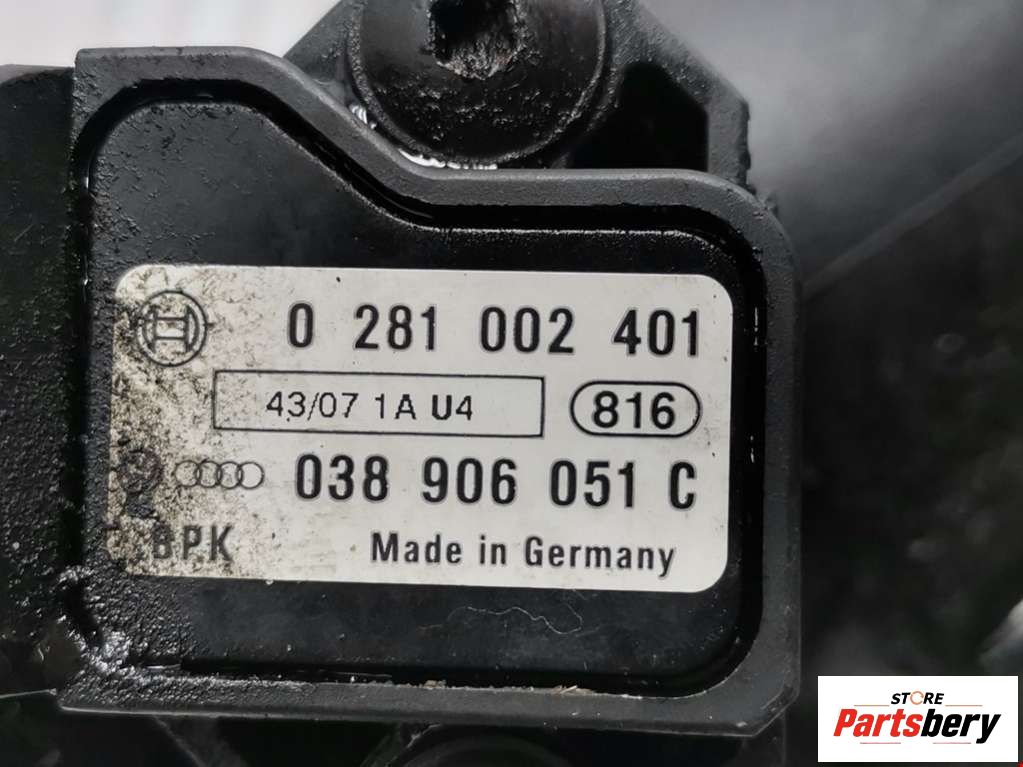 0 281 002 401
43/07 1A U4
816
038 906 051 C
BPK
Made in Germany
STORE
Partsbery